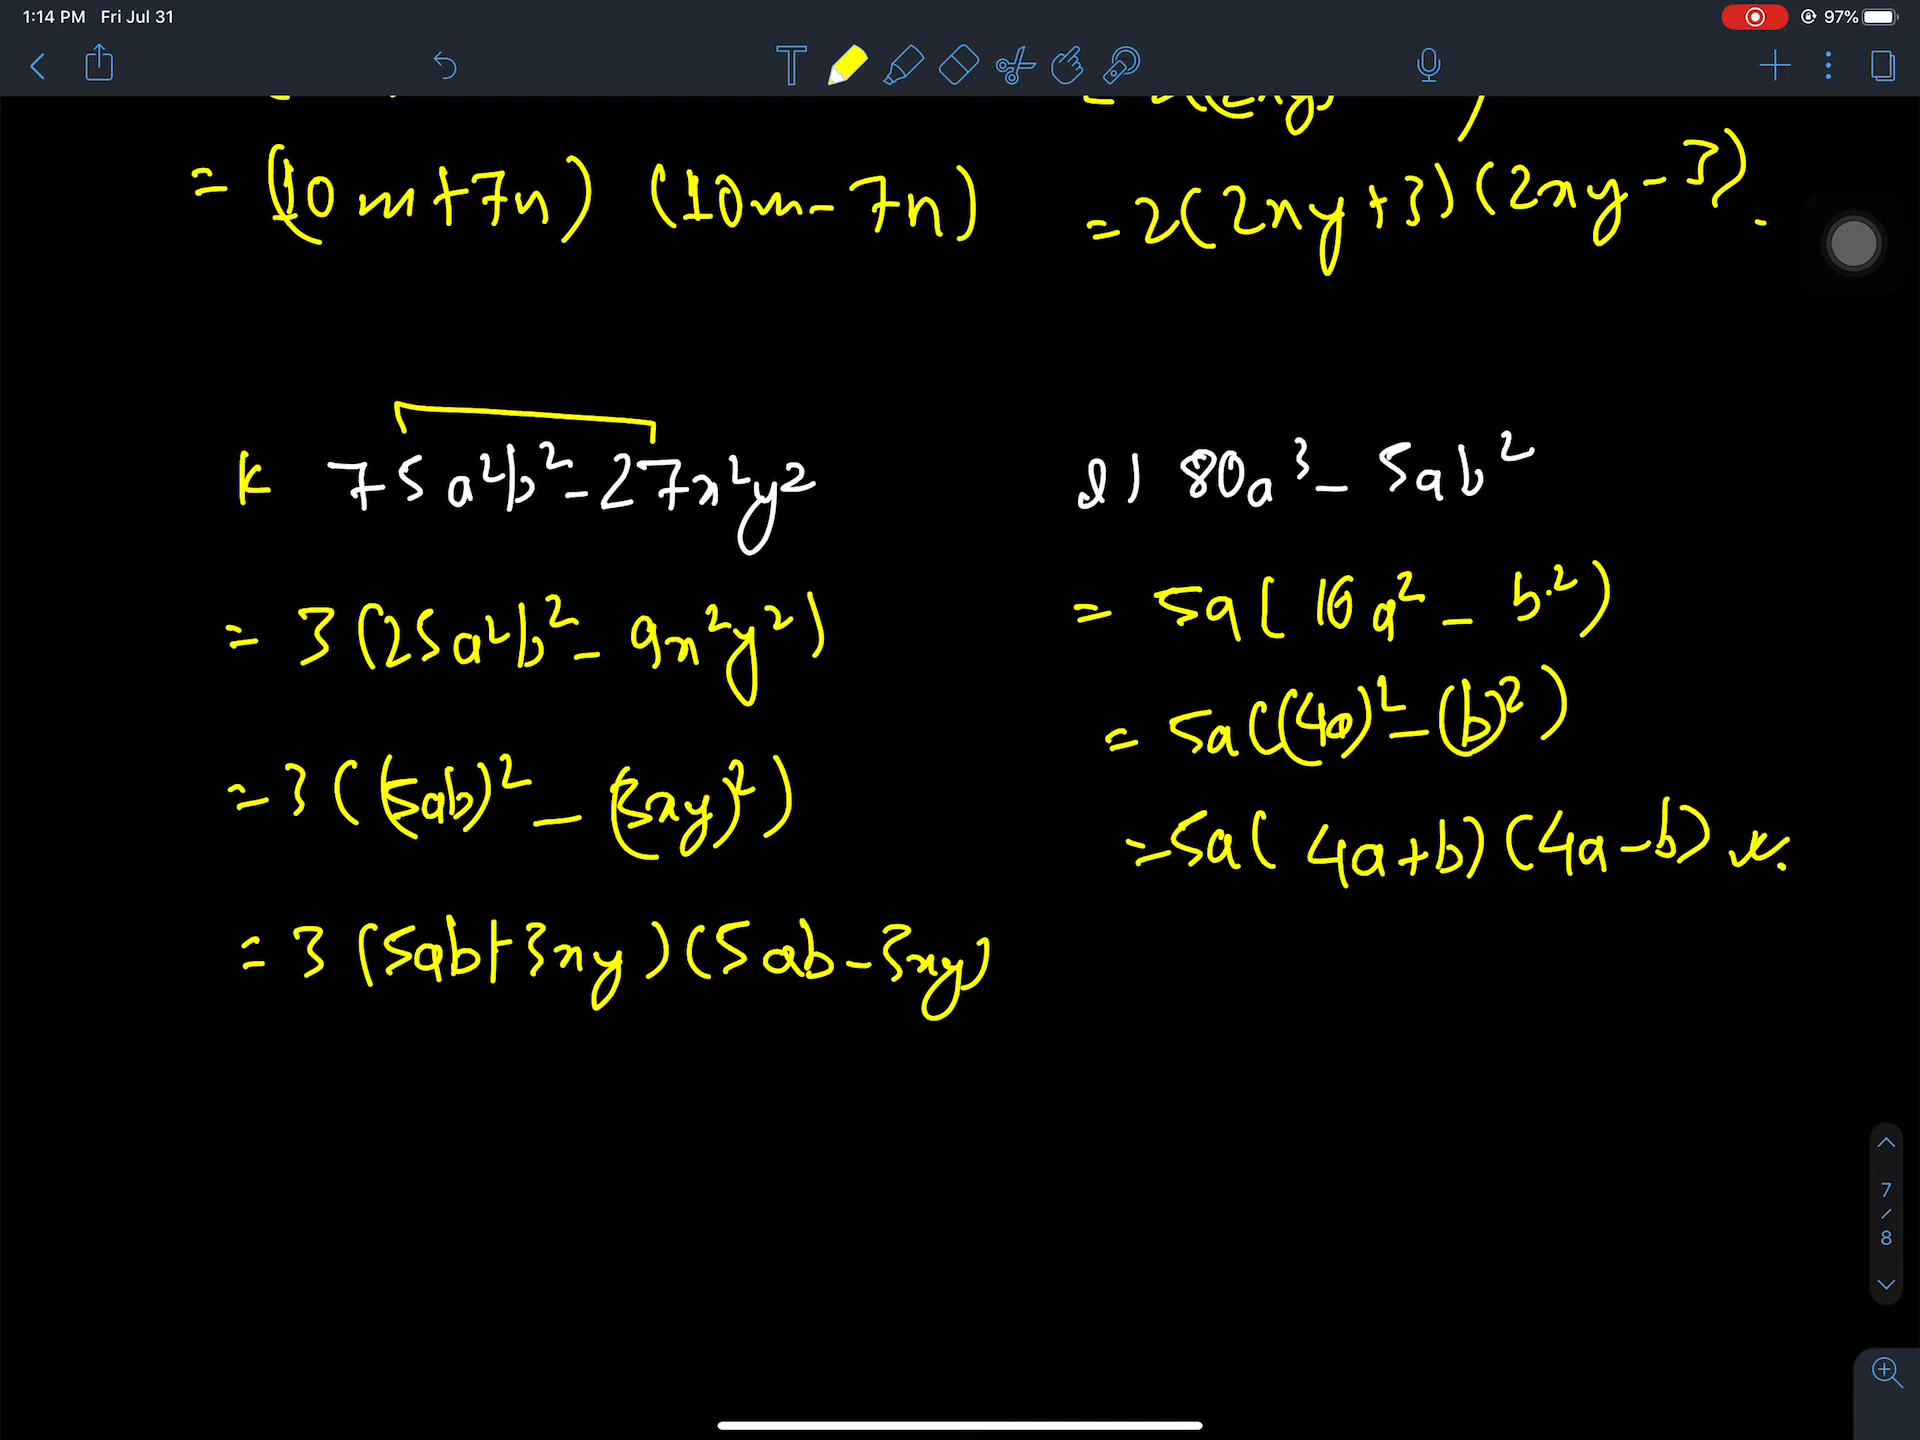 1:14 PM Fri Jul 31
97%
= (10m+7n) (10m-7n)
= 2(2xy+3)(2xy-3).
K 75a²b² - 27x²y²
= 3(25a²b² - 9x²y²)
= 3((5ab)² - (3xy)²)
= 3(5ab+3xy)(5ab-3xy)
l) 80a³ - 5ab²
= 5a(16a² - b²)
= 5a((4a)² - (b)²)
= 5a(4a+b)(4a-b)
7
/
8